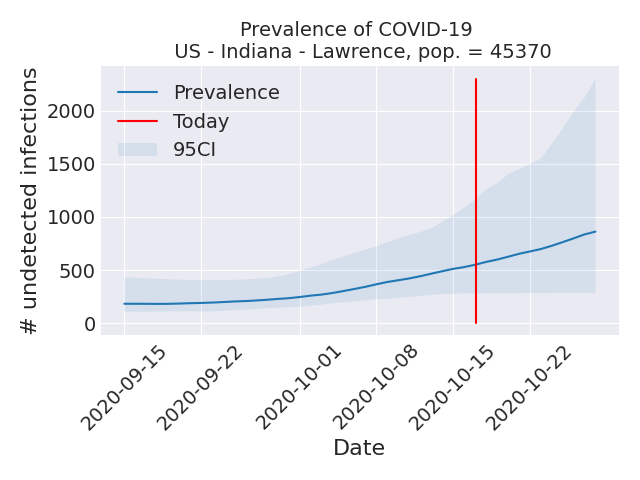 Prevalence of COVID-19
US - Indiana - Lawrence, pop. = 45370
# undetected infections
2000
1500
1000
500
0
Prevalence
Today
95CI
2020-09-15
2020-09-22
2020-10-01
2020-10-08
2020-10-15
2020-10-22
Date